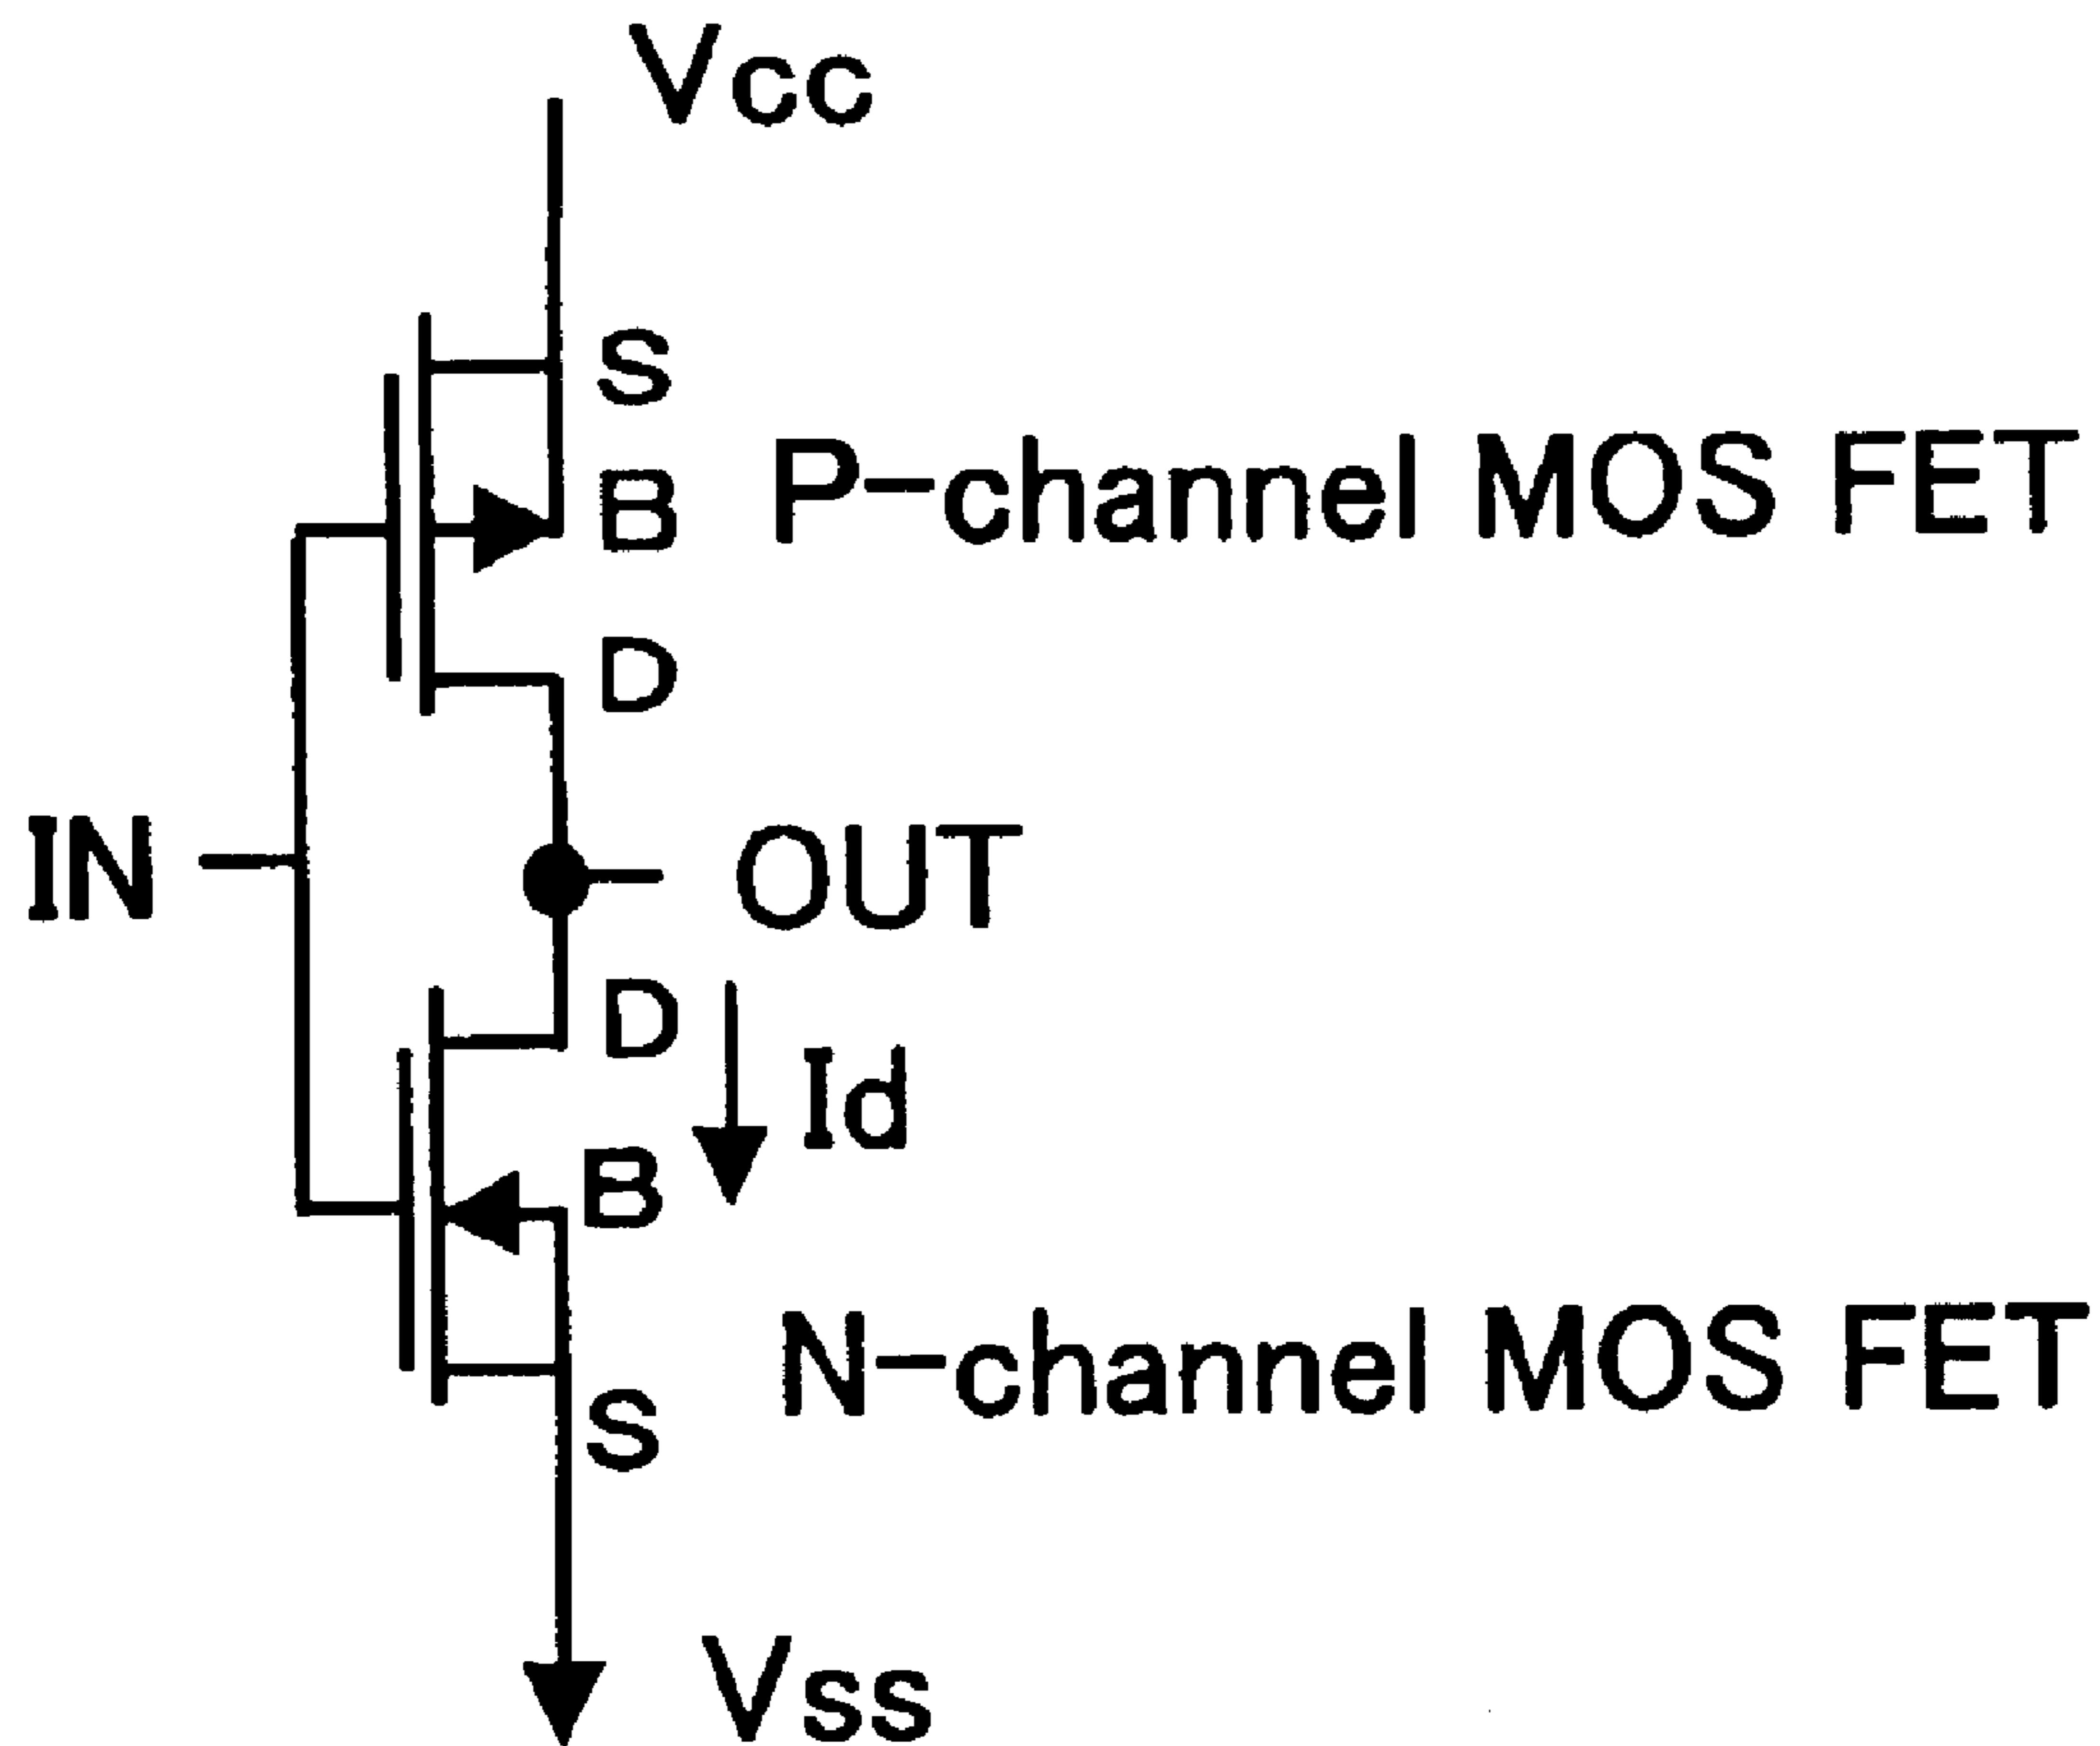 Vcc
S
B
P-channel MOS FET
D
IN
OUT
D
Id
B
N-channel MOS FET
S
Vss